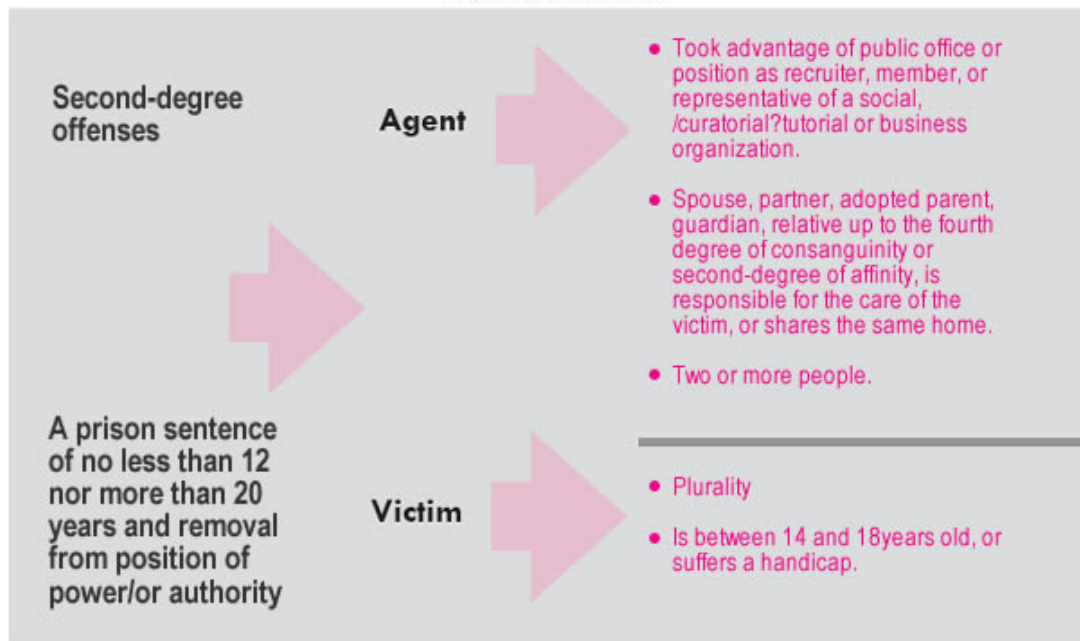 Second-degree
offenses
A prison sentence
of no less than 12
nor more than 20
years and removal
from position of
power/or authority
Agent
● Took advantage of public office or
position as recruiter, member, or
representative of a social,
/curatorial?tutorial or business
organization.
● Spouse, partner, adopted parent,
guardian, relative up to the fourth
degree of consanguinity or
second-degree of affinity, is
responsible for the care of the
victim, or shares the same home.
● Two or more people.
Victim
● Plurality
● Is between 14 and 18years old, or
suffers a handicap.